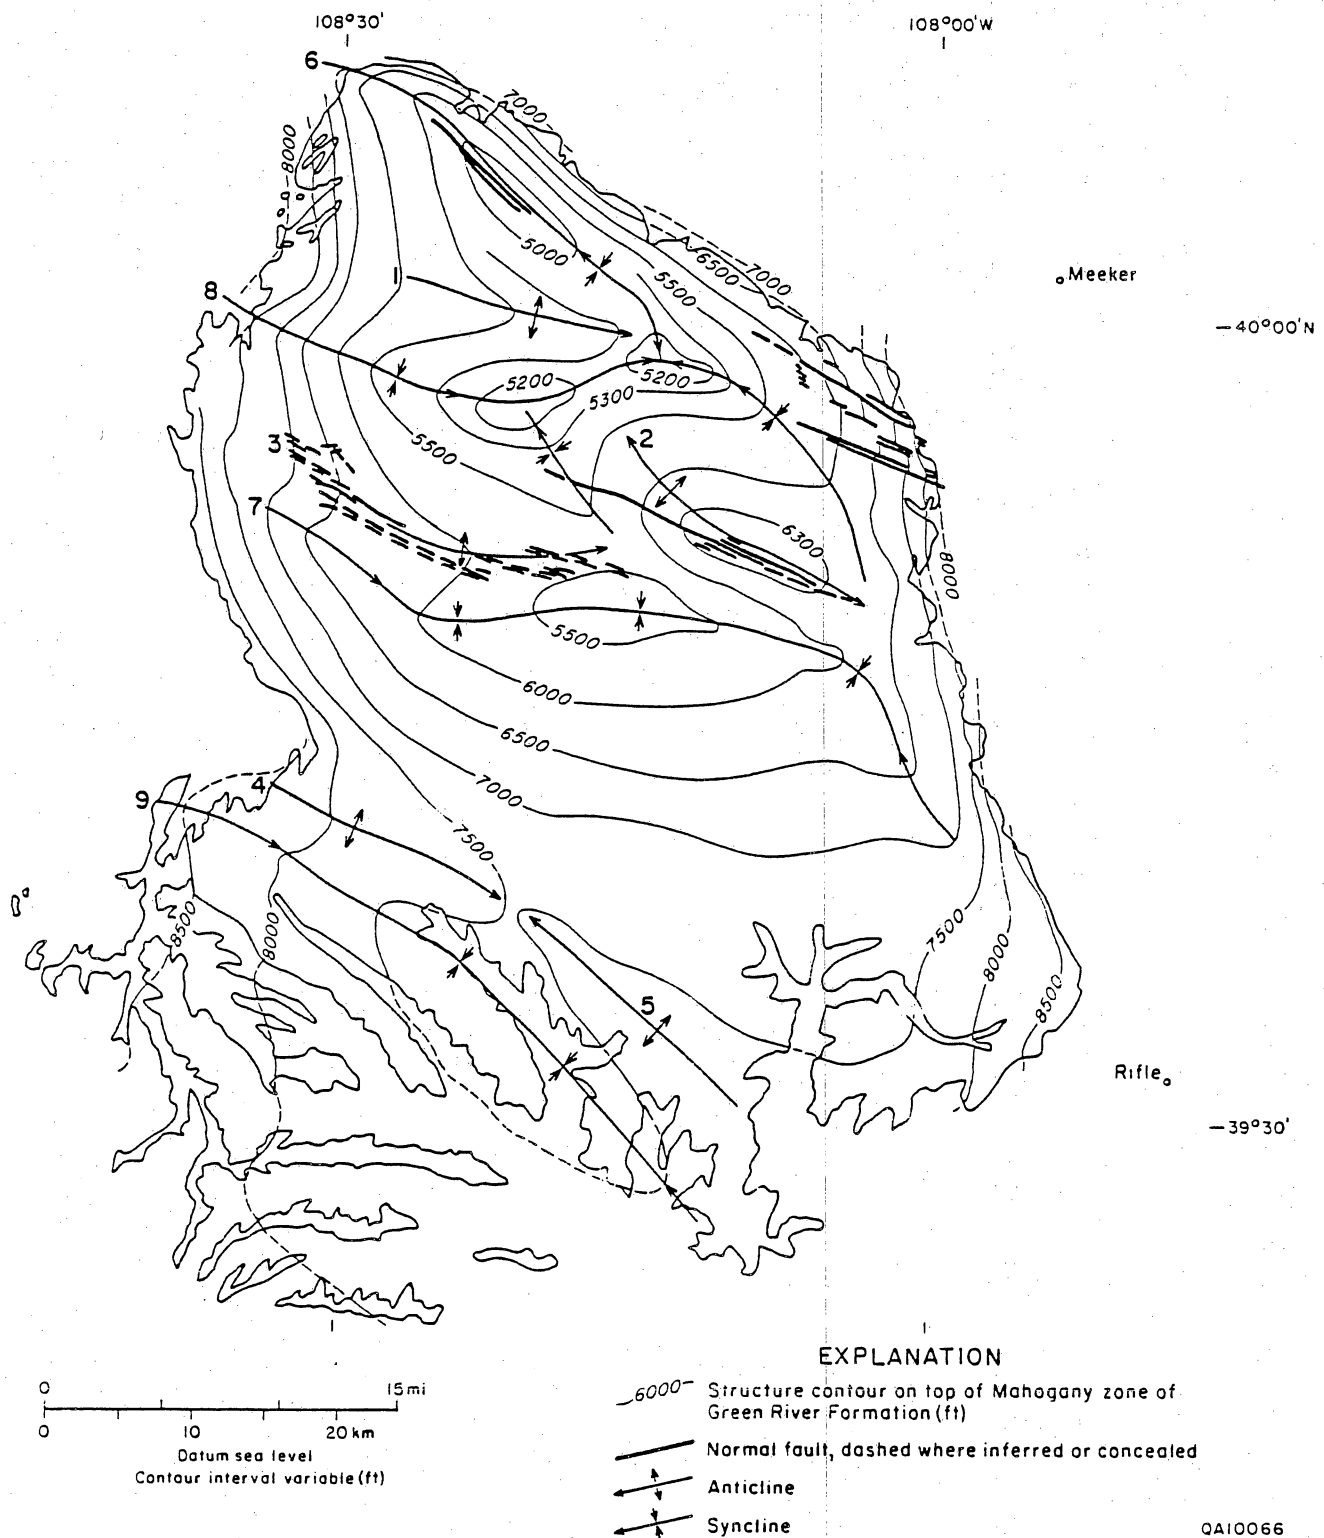 108°30'
108°00'W
6
7000
8000
5000
6500
7000
5500
Meeker
1
8
40°00'N
5200
5200
5300
5500
2
3
7
6300
8000
5500
6000
6500
7000
4
9
7500
8500
8000
7500
8000
8500
5
Rifle
39°30'
EXPLANATION
6000 Structure contour on top of Mahogany zone of
Green River Formation (ft)
Normal fault, dashed where inferred or concealed
Anticline
Syncline
0 15 mi
0 10 20 km
Datum sea level
Contour interval variable (ft)
QA10066